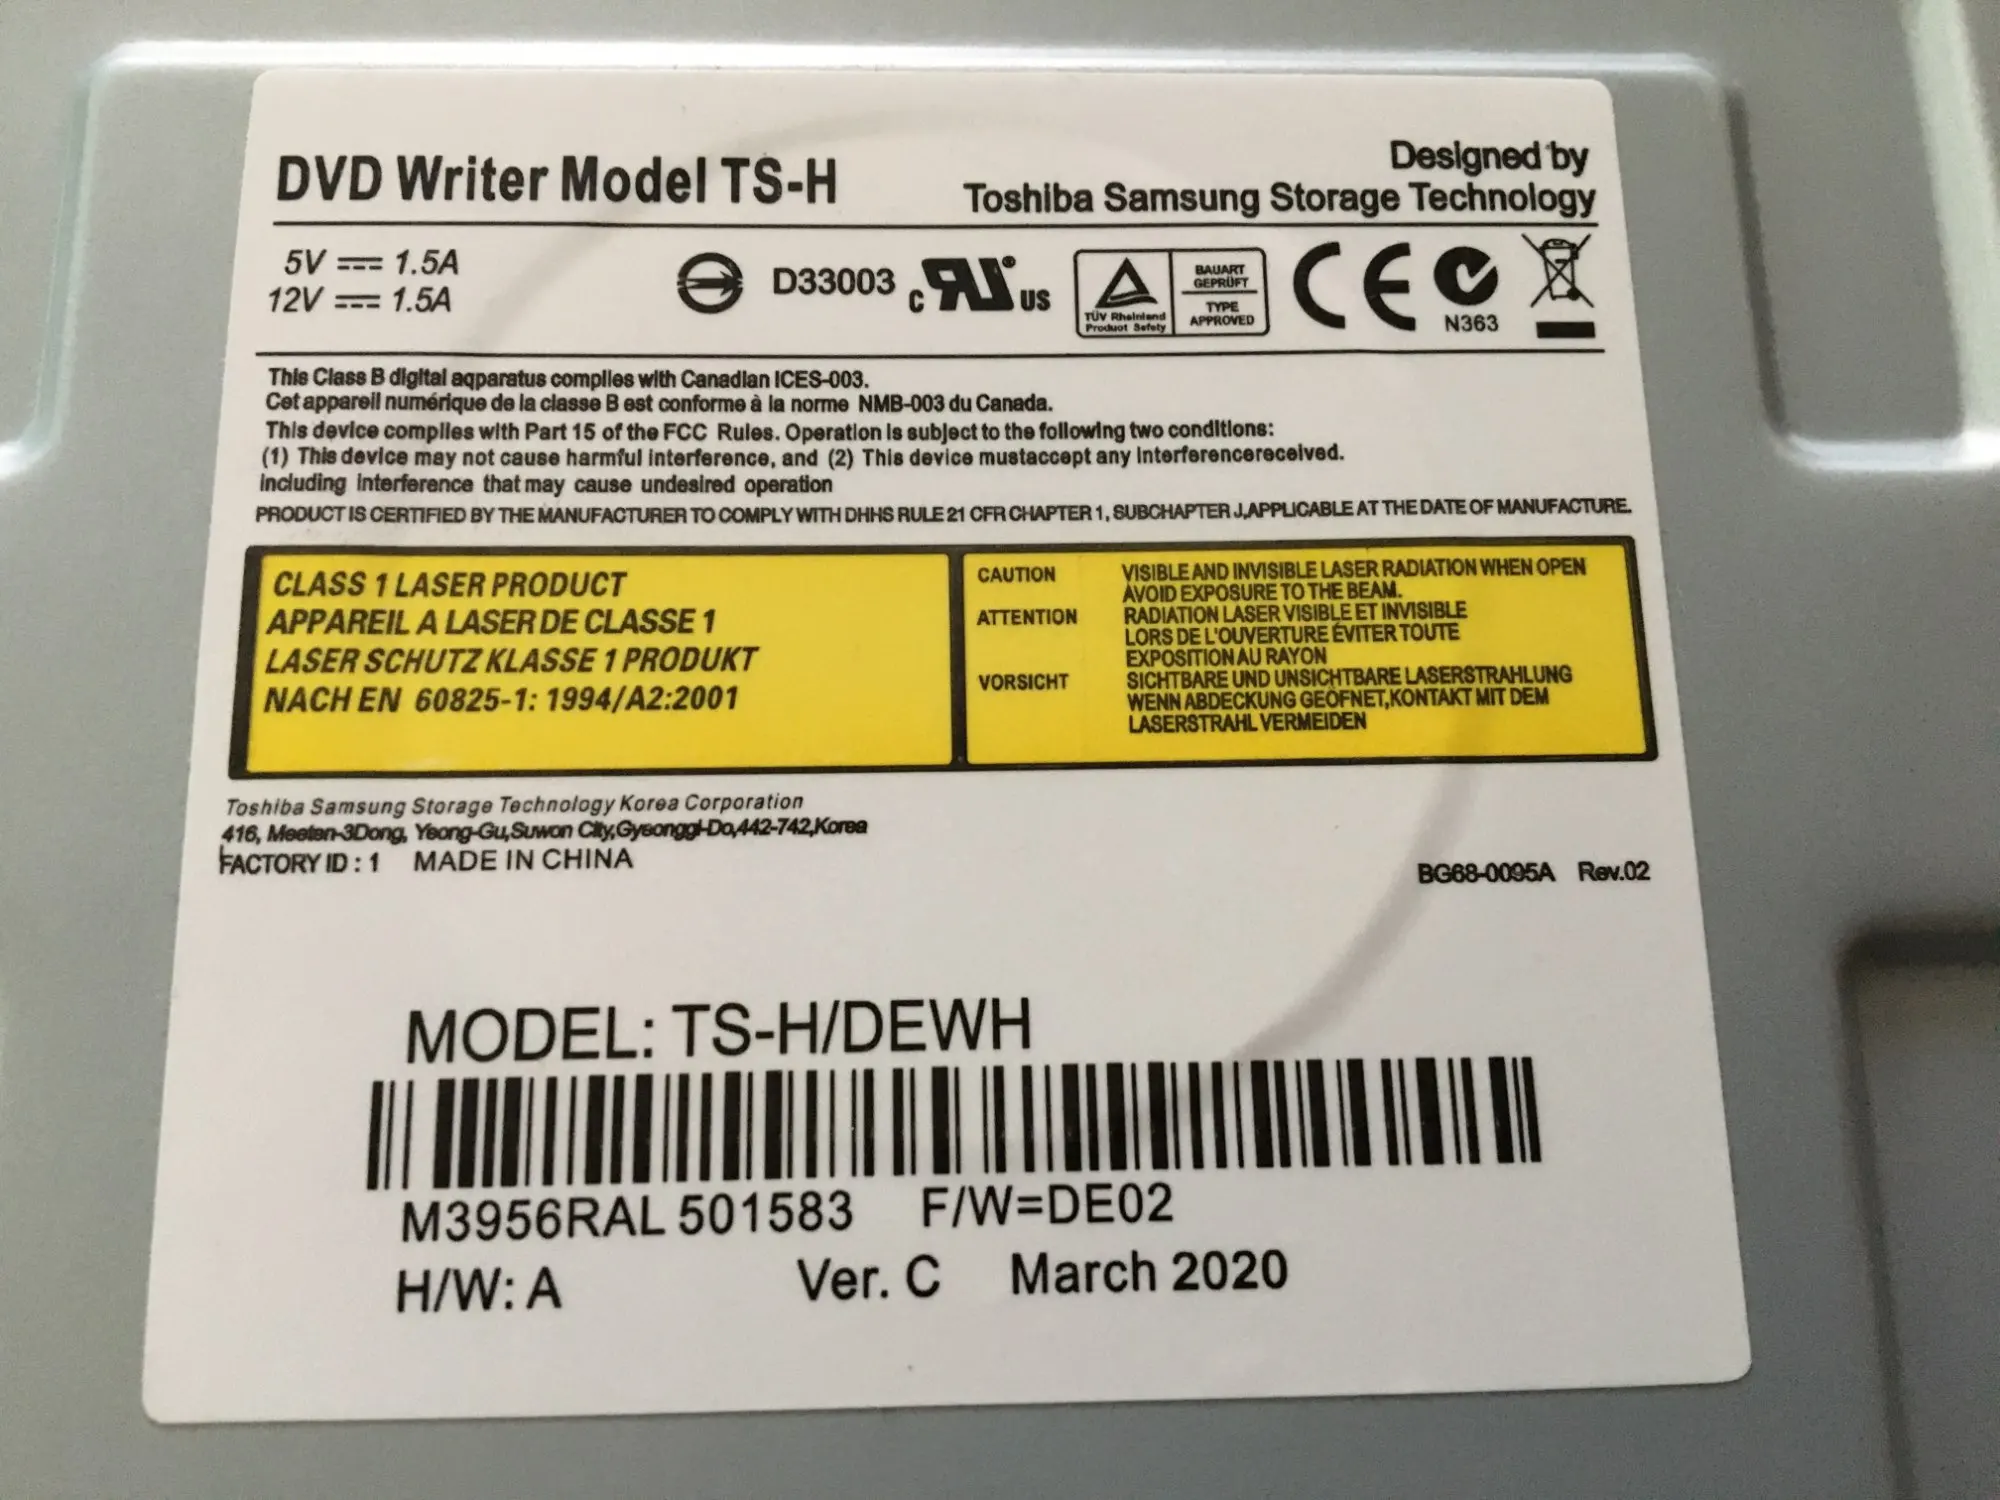 DVD Writer Model TS-H
Designed by
Toshiba Samsung Storage Technology
5V 1.5A
12V 1.5A
D33003
c RU US
TÜV Rheinland
Product Safety
BAUART
GEPRÜFT
TYPE
APPROVED
CE
N363
This Class B digital aqparatus complies with Canadian ICES-003.
Cet appareil numérique de la classe B est conforme à la norme NMB-003 du Canada.
This device complies with Part 15 of the FCC Rules. Operation is subject to the following two conditions:
(1) This device may not cause harmful interference, and (2) This device mustaccept any interferencereceived.
including interference that may cause undesired operation
PRODUCT IS CERTIFIED BY THE MANUFACTURER TO COMPLY WITH DHHS RULE 21 CFR CHAPTER 1, SUBCHAPTER J,APPLICABLE AT THE DATE OF MANUFACTURE.
CLASS 1 LASER PRODUCT
APPAREIL A LASER DE CLASSE 1
LASER SCHUTZ KLASSE 1 PRODUKT
NACH EN 60825-1: 1994/A2:2001
CAUTION VISIBLE AND INVISIBLE LASER RADIATION WHEN OPEN
AVOID EXPOSURE TO THE BEAM.
ATTENTION RADIATION LASER VISIBLE ET INVISIBLE
LORS DE L'OUVERTURE ÉVITER TOUTE
EXPOSITION AU RAYON
VORSICHT SICHTBARE UND UNSICHTBARE LASERSTRAHLUNG
WENN ABDECKUNG GEÖFNET,KONTAKT MIT DEM
LASERSTRAHL VERMEIDEN
Toshiba Samsung Storage Technology Korea Corporation
416, Meetan-3Dong, Yeong-Gu,Suwon City,Gyeonggi-Do,442-742,Korea
FACTORY ID : 1 MADE IN CHINA
BG68-0095A Rev.02
MODEL: TS-H/DEWH
M3956RAL 501583 F/W=DE02
H/W: A Ver. C March 2020